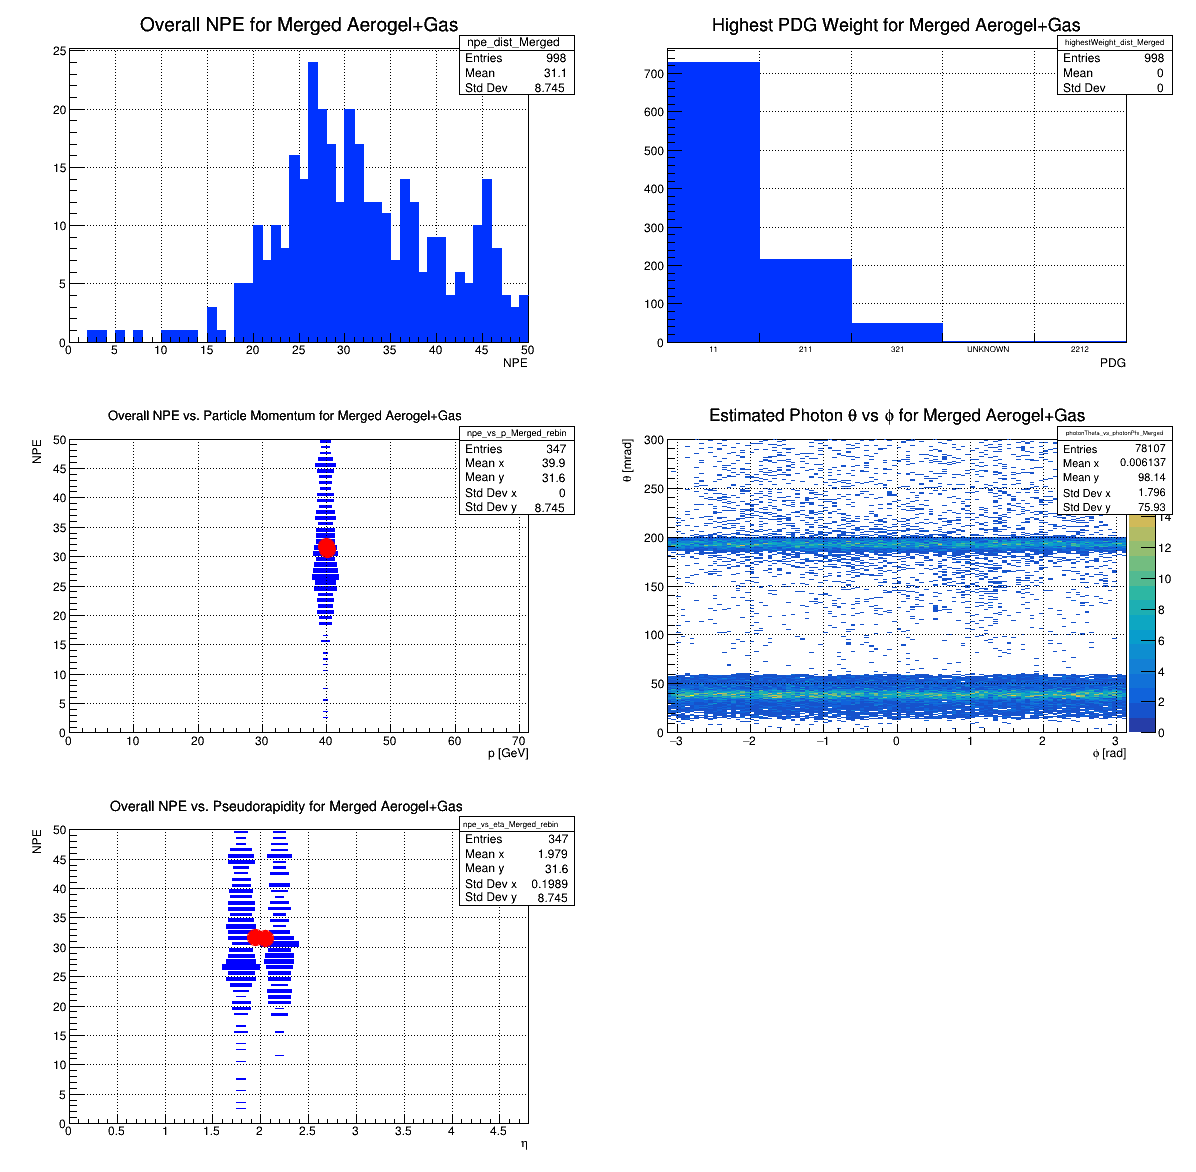 Overall NPE for Merged Aerogel+Gas
npe_dist_Merged
Entries 998
Mean 31.1
Std Dev 8.745
25
20
15
10
5
0
0 5 10 15 20 25 30 35 40 45 50
NPE
Highest PDG Weight for Merged Aerogel+Gas
highestWeight_dist_Merged
Entries 998
Mean 0
Std Dev 0
700
600
500
400
300
200
100
0
11 211 321 UNKNOWN 2212
PDG
Overall NPE vs. Particle Momentum for Merged Aerogel+Gas
npe_vs_p_Merged_rebin
Entries 347
Mean x 39.9
Mean y 31.6
Std Dev x 0
Std Dev y 8.745
NPE
50
45
40
35
30
25
20
15
10
5
0
0 10 20 30 40 50 60 70
p [GeV]
Estimated Photon θ vs ϕ for Merged Aerogel+Gas
photonTheta_vs_photonPhi_Merged
Entries 78107
Mean x 0.006137
Mean y 98.14
Std Dev x 1.796
Std Dev y 75.93
θ [mrad]
300
250
200
150
100
50
0
−3 −2 −1 0 1 2 3
ϕ [rad]
14
12
10
8
6
4
2
0
Overall NPE vs. Pseudorapidity for Merged Aerogel+Gas
npe_vs_eta_Merged_rebin
Entries 347
Mean x 1.979
Mean y 31.6
Std Dev x 0.1989
Std Dev y 8.745
NPE
50
45
40
35
30
25
20
15
10
5
0
0 0.5 1 1.5 2 2.5 3 3.5 4 4.5
η